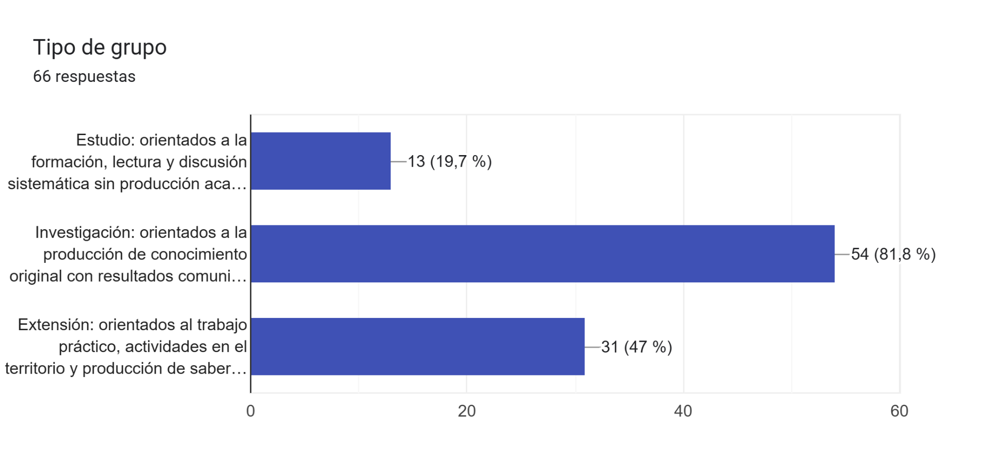 Tipo de grupo
66 respuestas
Estudio: orientados a la
formación, lectura y discusión
sistemática sin producción aca…
13 (19,7 %)
Investigación: orientados a la
producción de conocimiento
original con resultados comuni…
54 (81,8 %)
Extensión: orientados al trabajo
práctico, actividades en el
territorio y producción de saber…
31 (47 %)
0 20 40 60